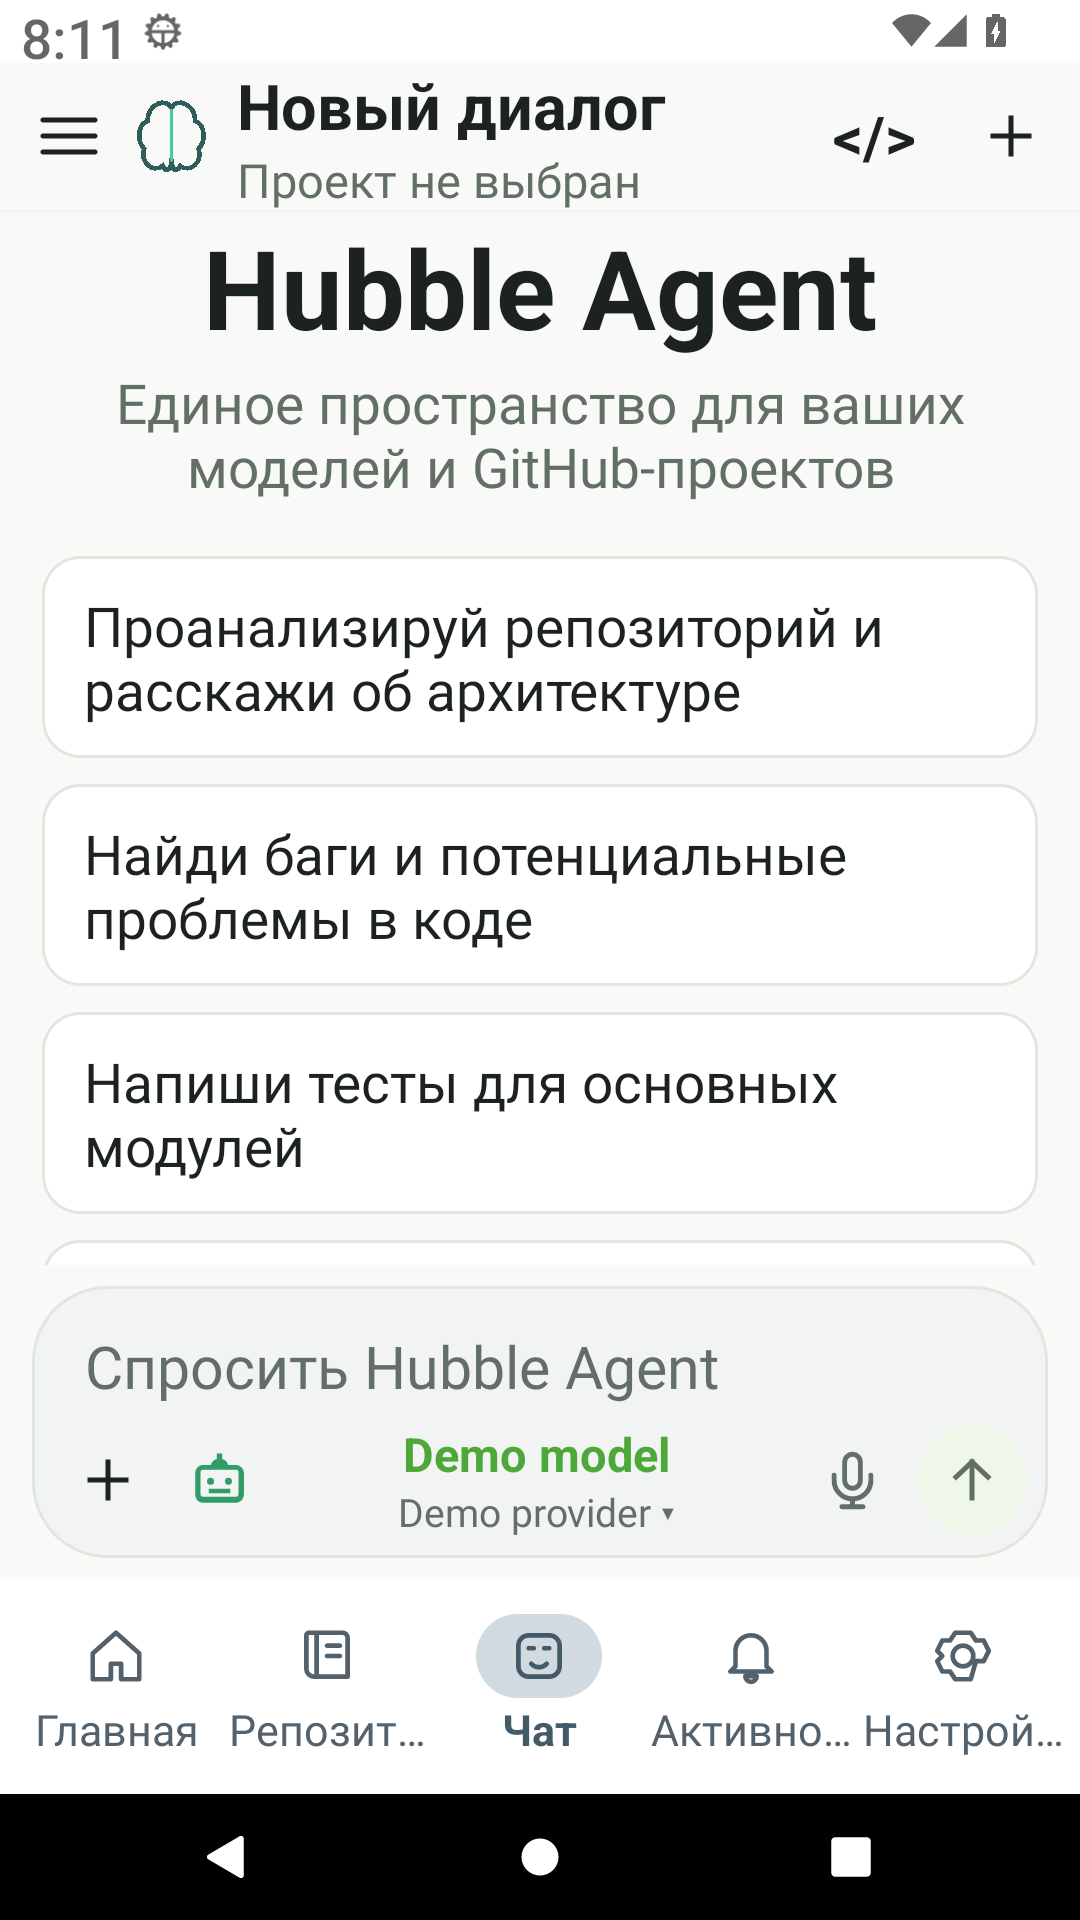 8:11
Новый диалог
Проект не выбран
</>
Hubble Agent
Единое пространство для ваших
моделей и GitHub-проектов
Проанализируй репозиторий и
расскажи об архитектуре
Найди баги и потенциальные
проблемы в коде
Напиши тесты для основных
модулей
Спросить Hubble Agent
Demo model
Demo provider ▾
Главная
Репозит...
Чат
Активно...
Настрой...